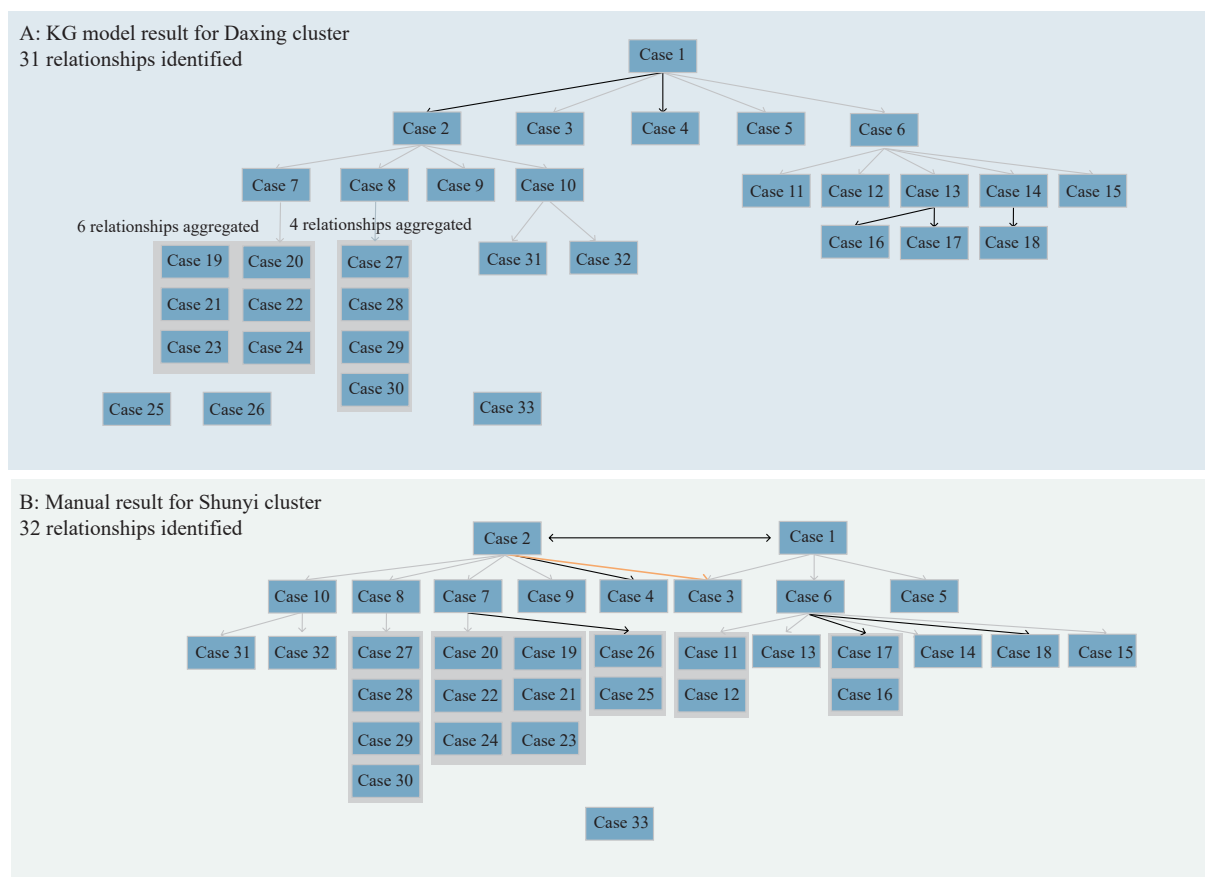 A: KG model result for Daxing cluster
31 relationships identified
Case 1
Case 2
Case 3
Case 4
Case 5
Case 6
Case 7
Case 8
Case 9
Case 10
Case 11
Case 12
Case 13
Case 14
Case 15
6 relationships aggregated
4 relationships aggregated
Case 16
Case 17
Case 18
Case 19
Case 20
Case 27
Case 31
Case 32
Case 21
Case 22
Case 28
Case 23
Case 24
Case 29
Case 30
Case 25
Case 26
Case 33
B: Manual result for Shunyi cluster
32 relationships identified
Case 2
Case 1
Case 10
Case 8
Case 7
Case 9
Case 4
Case 3
Case 6
Case 5
Case 31
Case 32
Case 27
Case 20
Case 19
Case 26
Case 11
Case 13
Case 17
Case 14
Case 18
Case 15
Case 28
Case 22
Case 21
Case 25
Case 12
Case 16
Case 29
Case 24
Case 23
Case 30
Case 33